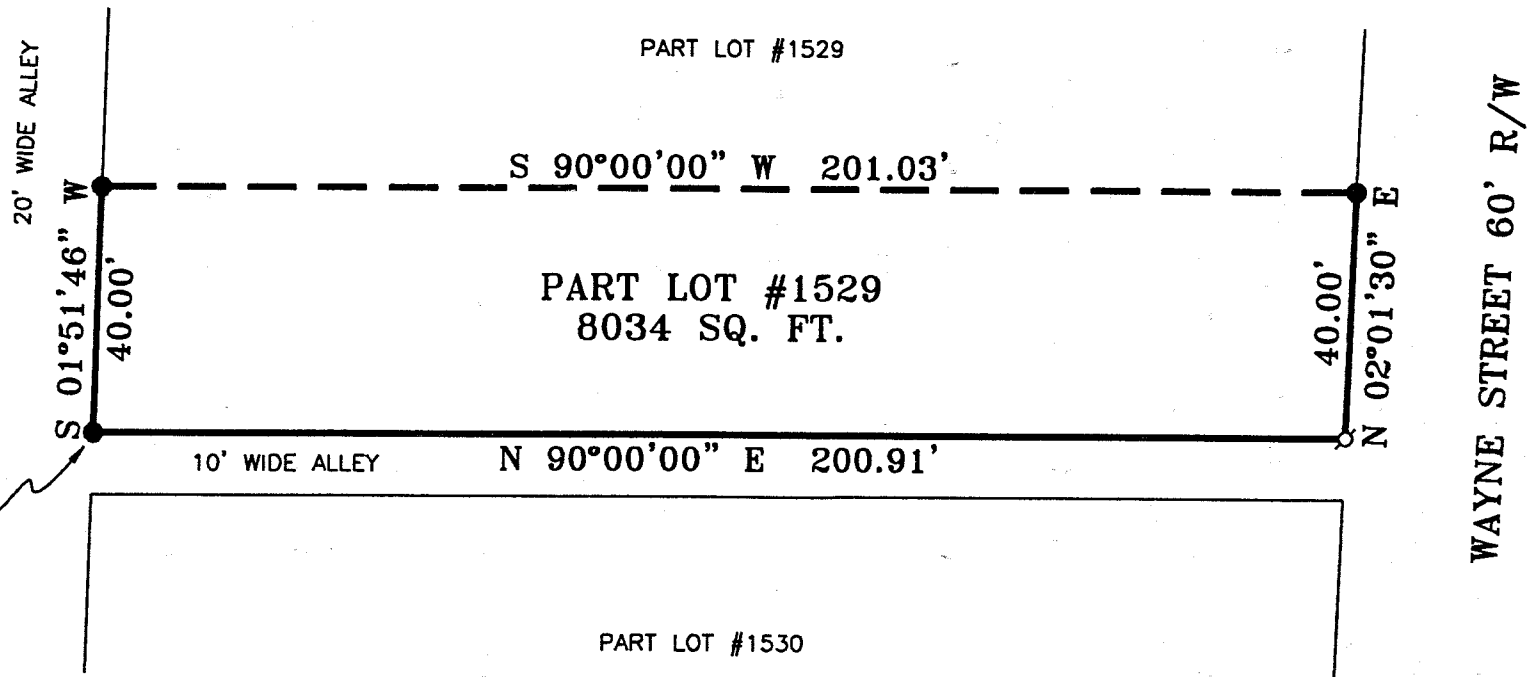 PART LOT #1529
20' WIDE ALLEY
S 90°00'00" W 201.03'
S 01°51'46" W
40.00'
PART LOT #1529
8034 SQ. FT.
40.00'
N 02°01'30" E
WAYNE STREET 60' R/W
10' WIDE ALLEY
N 90°00'00" E 200.91'
PART LOT #1530